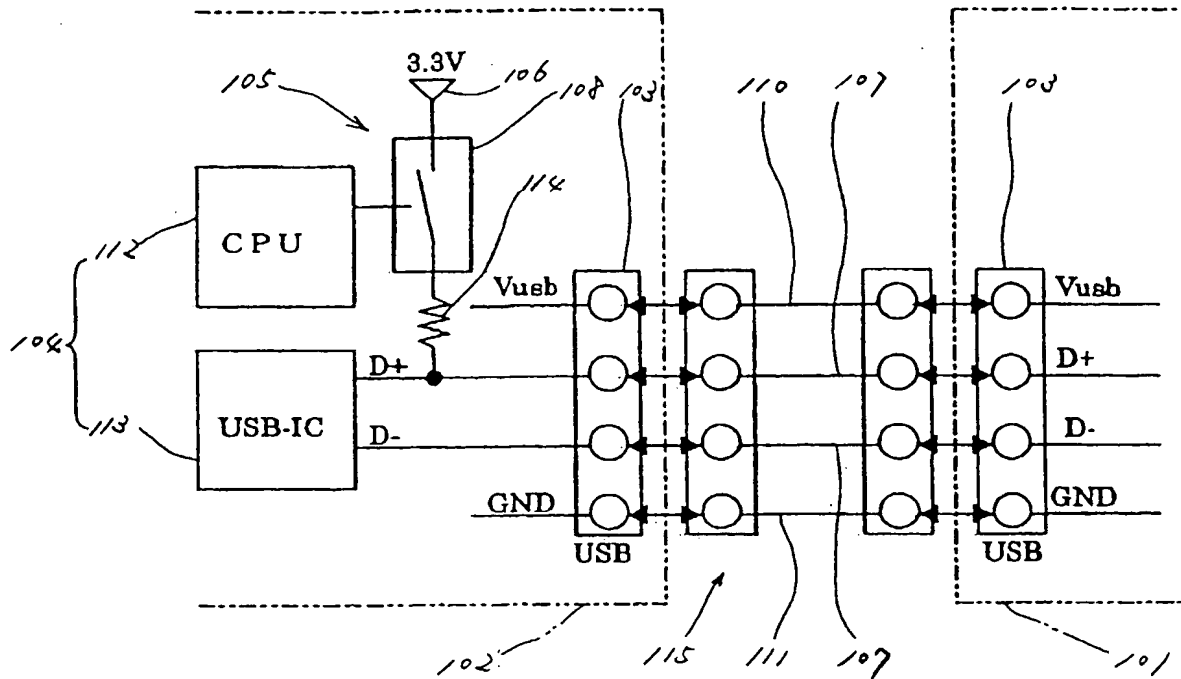 3.3V
105
106
108
103
110
107
103
114
112
CPU
Vusb
Vusb
104
D+
D+
113
USB-IC
D-
D-
GND
GND
USB
USB
102
115
111
107
101